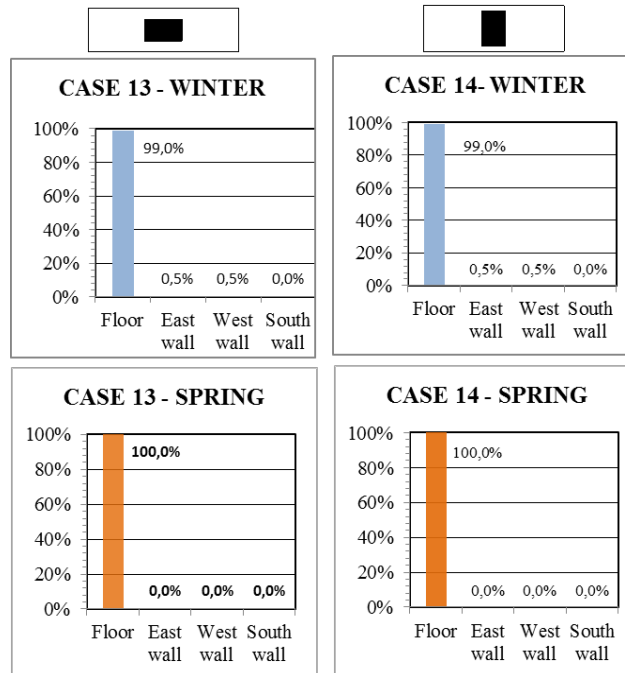 CASE 13 - WINTER
100%
80%
60%
40%
20%
0%
99,0%
0,5% 0,5% 0,0%
Floor East West South
wall wall wall
CASE 14- WINTER
100%
80%
60%
40%
20%
0%
99,0%
0,5% 0,5% 0,0%
Floor East West South
wall wall wall
CASE 13 - SPRING
100%
80%
60%
40%
20%
0%
100,0%
0,0% 0,0% 0,0%
Floor East West South
wall wall wall
CASE 14 - SPRING
100%
80%
60%
40%
20%
0%
100,0%
0,0% 0,0% 0,0%
Floor East West South
wall wall wall